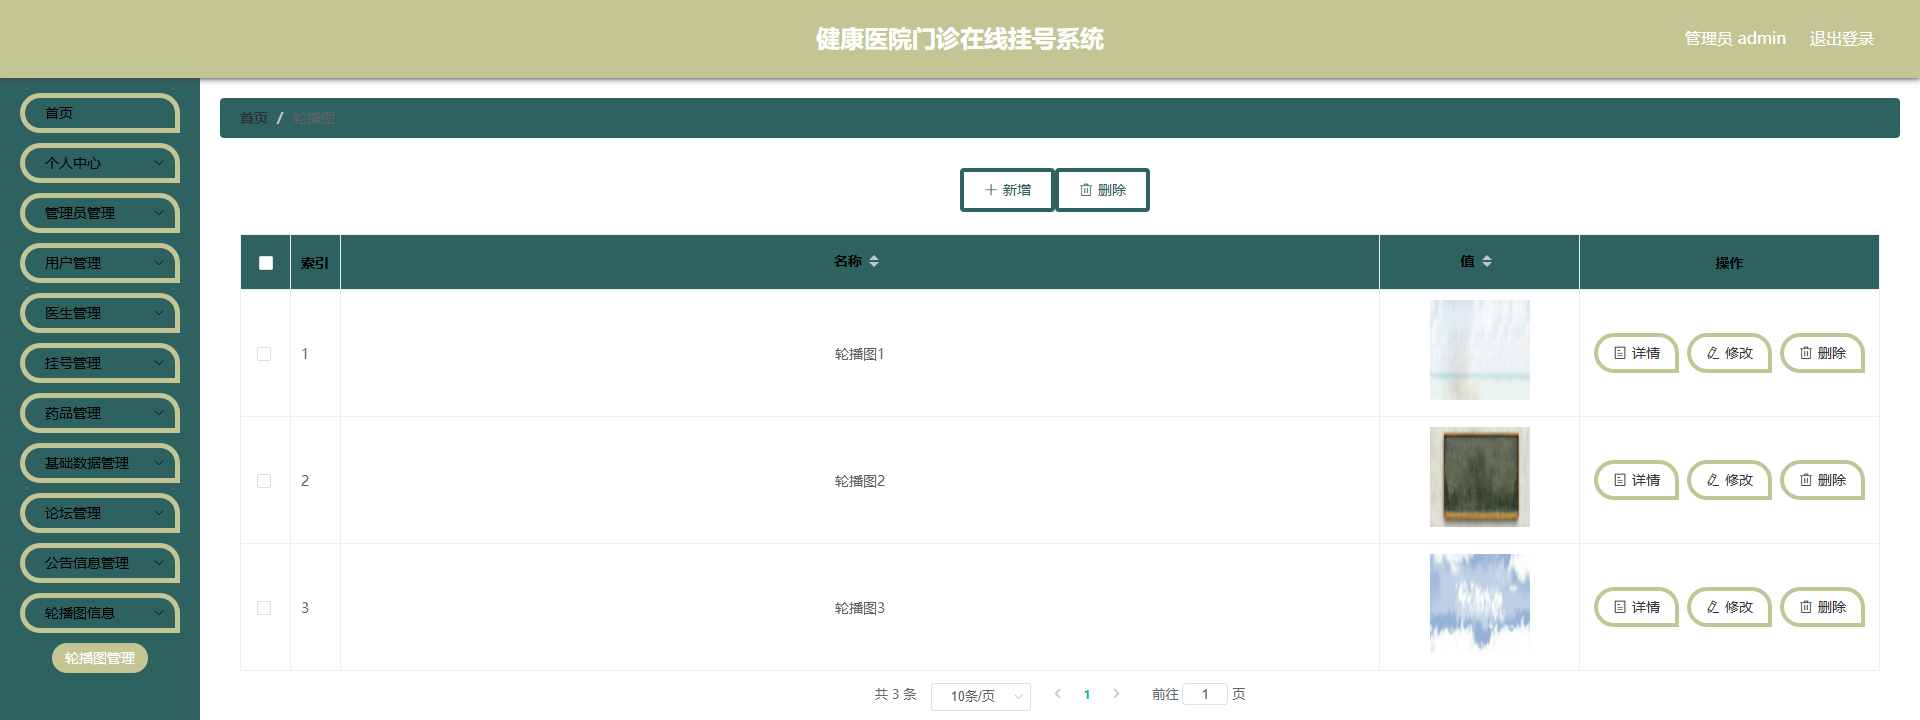 健康医院门诊在线挂号系统
管理员 admin 退出登录
首页
个人中心
管理员管理
用户管理
医生管理
挂号管理
药品管理
基础数据管理
论坛管理
公告信息管理
轮播图信息
轮播图管理
首页 / 轮播图
新增 删除
索引 名称 值 操作
1 轮播图1 详情 修改 删除
2 轮播图2 详情 修改 删除
3 轮播图3 详情 修改 删除
共 3 条 10条/页 1 前往 1 页